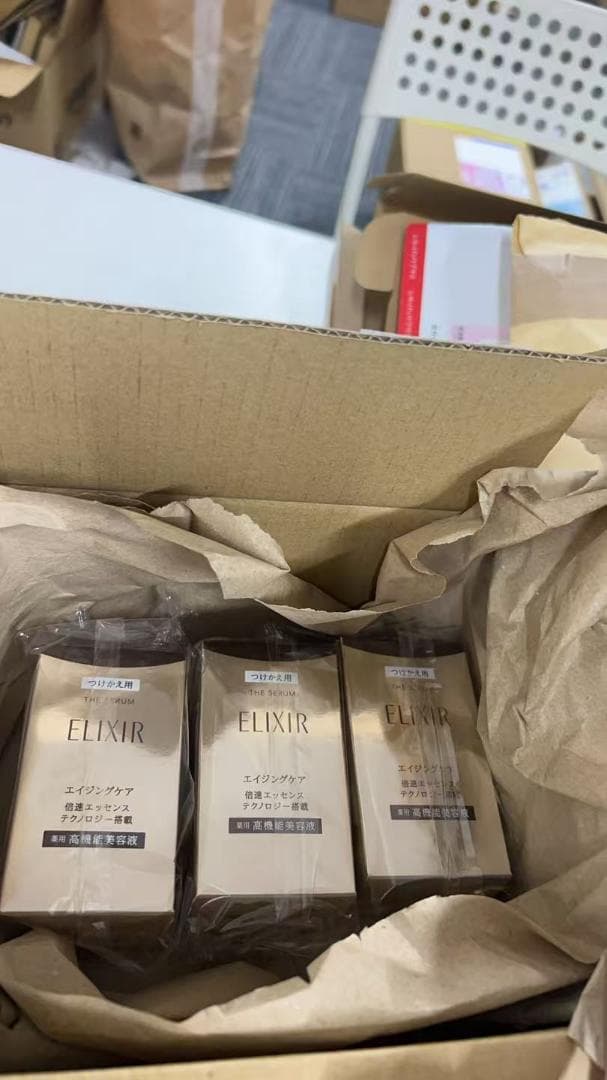 つけかえ用
THE SERUM
ELIXIR
エイジングケア
倍速エッセンス
テクノロジー搭載
薬用 高機能美容液
つけかえ用
THE SERUM
ELIXIR
エイジングケア
倍速エッセンス
テクノロジー搭載
薬用 高機能美容液
つけかえ用
THE SERUM
ELIXIR
エイジングケア
倍速エッセンス
テクノロジー搭載
薬用 高機能美容液